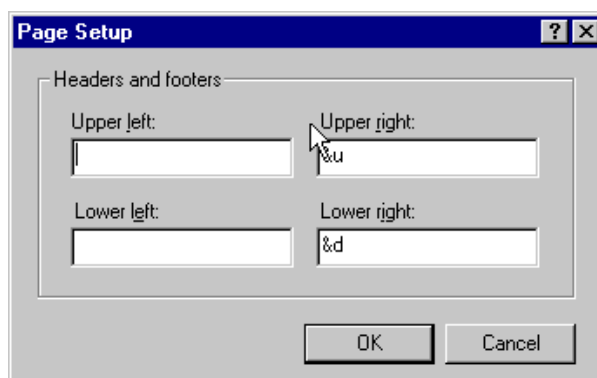 Page Setup
Headers and footers
Upper left: Upper right:
&u
Lower left: Lower right:
&d
OK Cancel